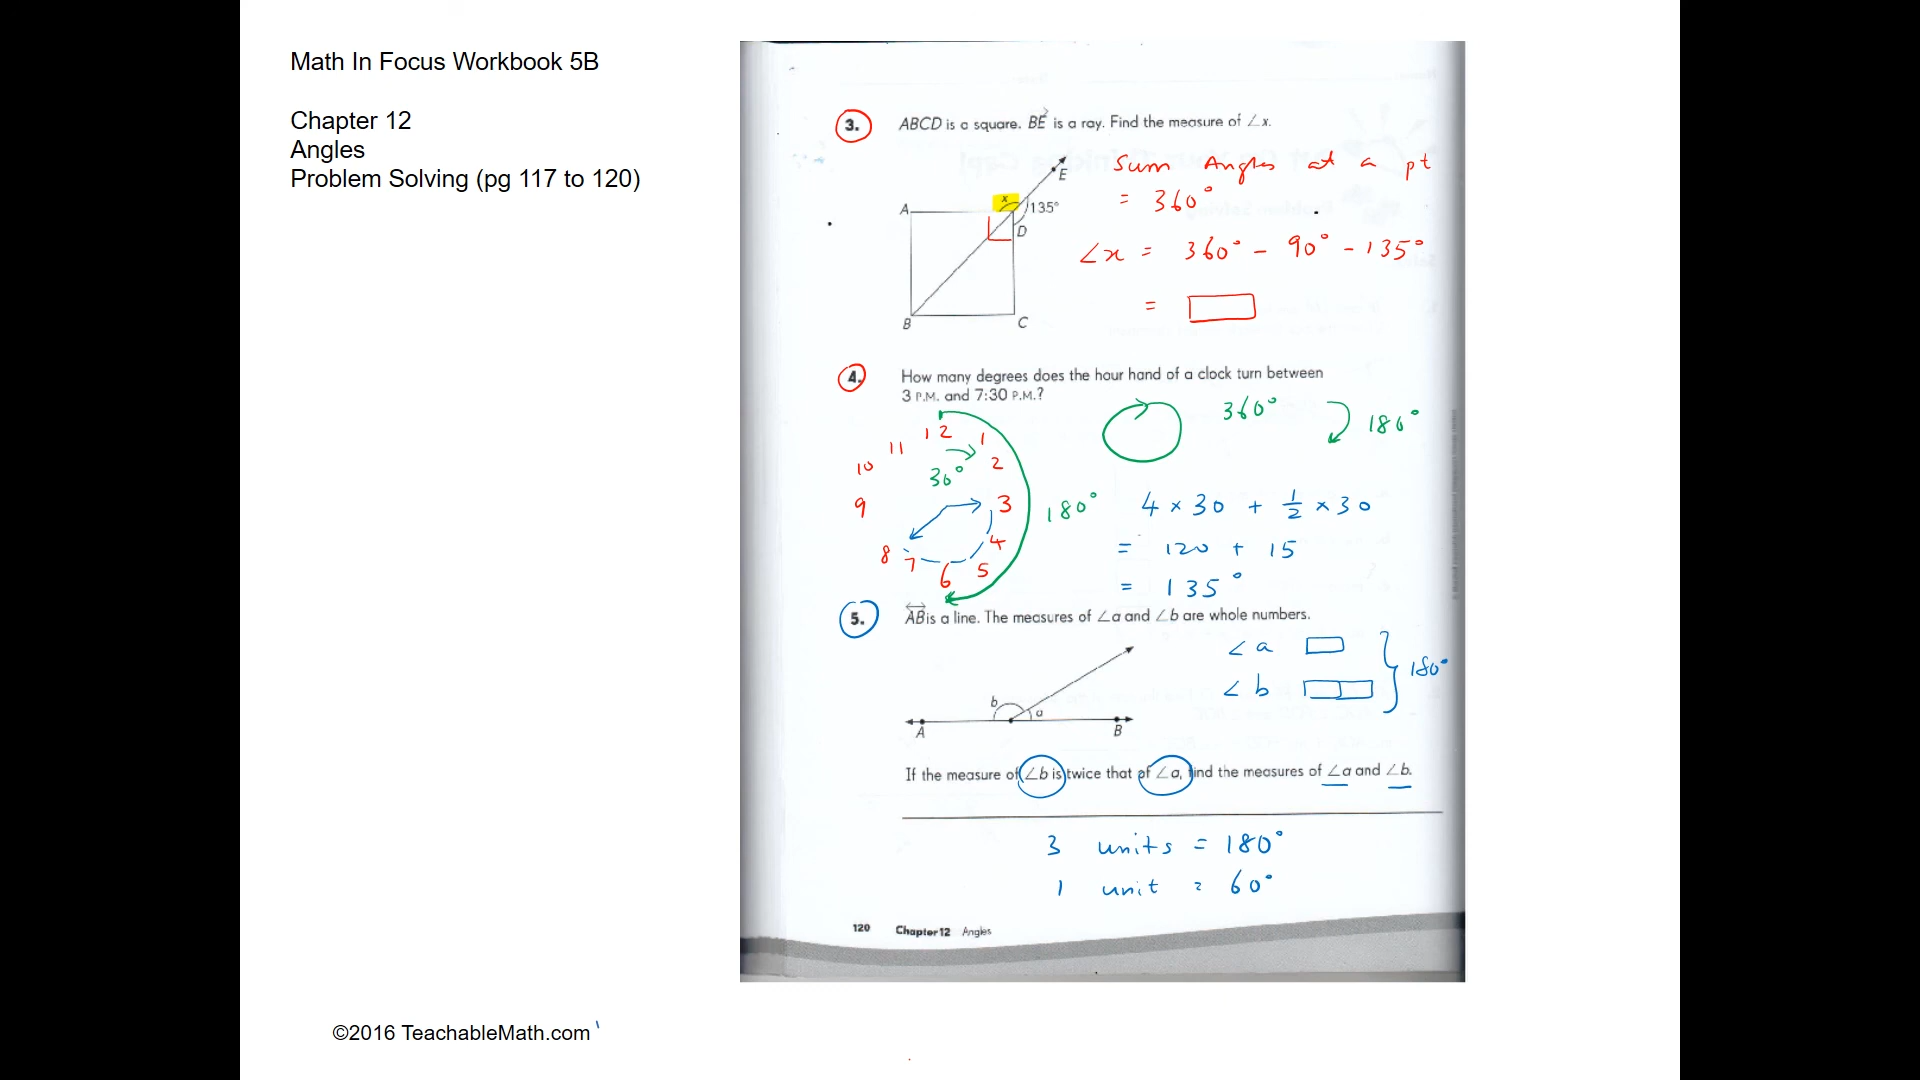 Math In Focus Workbook 5B
Chapter 12
Angles
Problem Solving (pg 117 to 120)
3. ABCD is a square. BE is a ray. Find the measure of ∠x.
Sum Angles at a pt
= 360°
∠x = 360° - 90° - 135°
=
A
x
E
135°
D
B
C
4. How many degrees does the hour hand of a clock turn between
3 P.M. and 7:30 P.M.?
360°
180°
12
1
2
3
4
5
6
7
8
9
10
11
30°
180°
4 × 30 + 1/2 × 30
= 120 + 15
= 135°
5. AB is a line. The measures of ∠a and ∠b are whole numbers.
∠a
∠b
180°
b
a
A
B
If the measure of ∠b is twice that of ∠a, find the measures of ∠a and ∠b.
3 units = 180°
1 unit = 60°
120 Chapter 12 Angles
©2016 TeachableMath.com